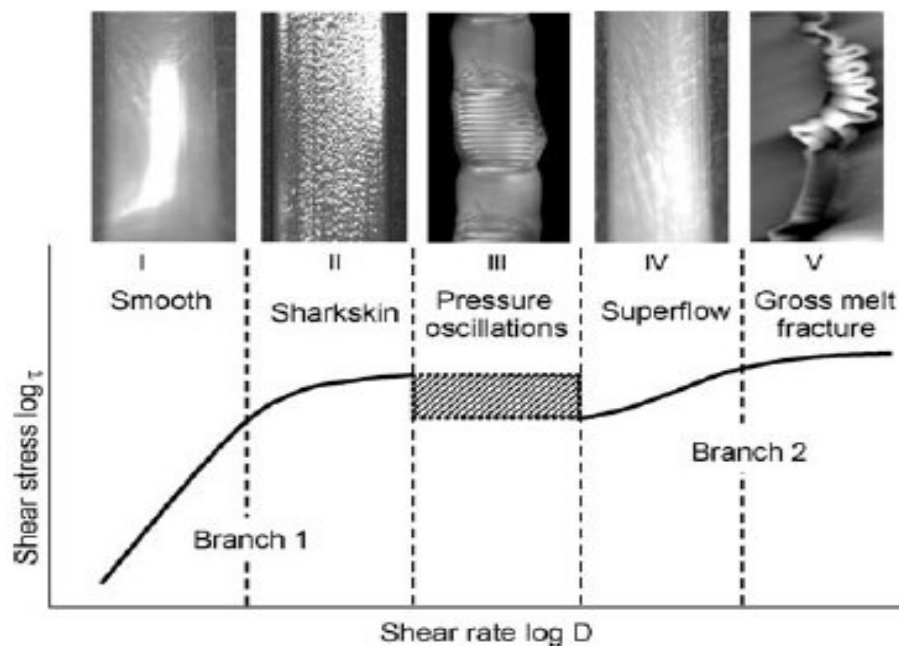 I
II
III
IV
V
Smooth
Sharkskin
Pressure
oscillations
Superflow
Gross melt
fracture
Shear stress log τ
Branch 1
Branch 2
Shear rate log D